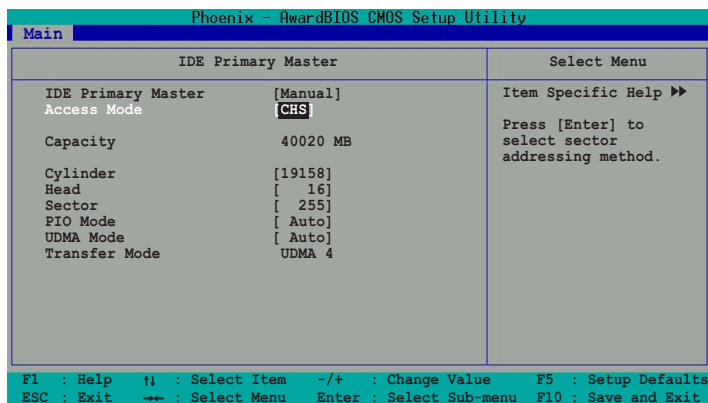 Phoenix - AwardBIOS CMOS Setup Utility
Main
IDE Primary Master
Select Menu
IDE Primary Master [Manual]
Access Mode [CHS]
Capacity 40020 MB
Cylinder [19158]
Head [ 16]
Sector [ 255]
PIO Mode [ Auto]
UDMA Mode [ Auto]
Transfer Mode UDMA 4
Item Specific Help ▶▶
Press [Enter] to
select sector
addressing method.
F1 : Help ↑↓ : Select Item -/+ : Change Value F5 : Setup Defaults
ESC : Exit →← : Select Menu Enter : Select Sub-menu F10 : Save and Exit